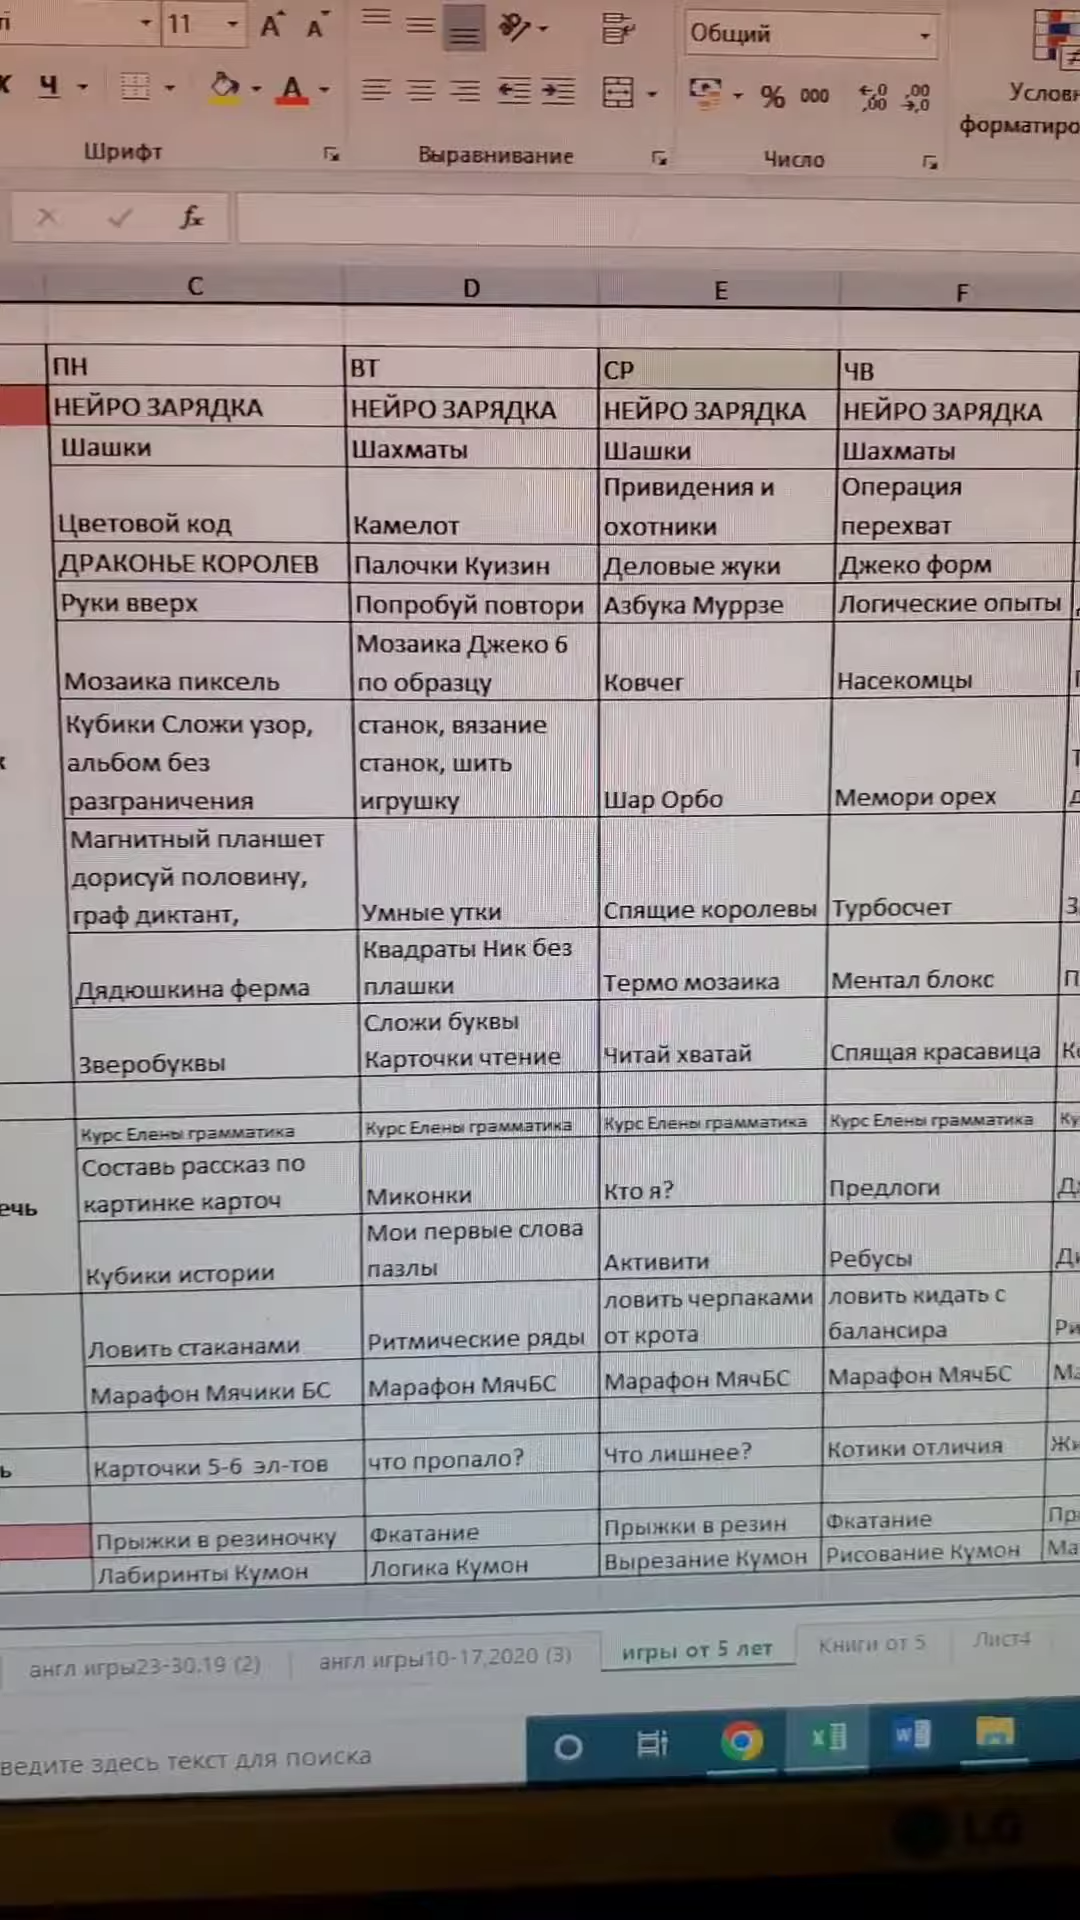 11
Общий
Ч
А
%
000
Услов
форматиро
Шрифт
Выравнивание
Число
fx
C D E F
ПН ВТ СР ЧВ
НЕЙРО ЗАРЯДКА НЕЙРО ЗАРЯДКА НЕЙРО ЗАРЯДКА НЕЙРО ЗАРЯДКА
Шашки Шахматы Шашки Шахматы
Привидения и Операция
Цветовой код Камелот охотники перехват
ДРАКОНЬЕ КОРОЛЕВ Палочки Куизин Деловые жуки Джеко форм
Руки вверх Попробуй повтори Азбука Муррзе Логические опыты
Мозаика Джеко 6
Мозаика пиксель по образцу Ковчег Насекомцы
Кубики Сложи узор, станок, вязание
альбом без станок, шить
разграничения игрушку Шар Орбо Мемори орех
Магнитный планшет
дорисуй половину,
граф диктант, Умные утки Спящие королевы Турбосчет
Квадраты Ник без
Дядюшкина ферма плашки Термо мозаика Ментал блокс
Сложи буквы
Зверобуквы Карточки чтение Читай хватай Спящая красавица
Курс Елены грамматика Курс Елены грамматика Курс Елены грамматика Курс Елены грамматика
Составь рассказ по
ечь картинке карточ Миконки Кто я? Предлоги
Мои первые слова
Кубики истории пазлы Активити Ребусы
ловить черпаками ловить кидать с
Ловить стаканами Ритмические ряды от крота балансира
Марафон Мячики БС Марафон МячБС Марафон МячБС Марафон МячБС
ь Карточки 5-6 эл-тов что пропало? Что лишнее? Котики отличия
Прыжки в резиночку Фкатание Прыжки в резин Фкатание
Лабиринты Кумон Логика Кумон Вырезание Кумон Рисование Кумон
англ игры23-30.19 (2) англ игры10-17,2020 (3) игры от 5 лет Книги от 5 Лист4
ведите здесь текст для поиска
LG